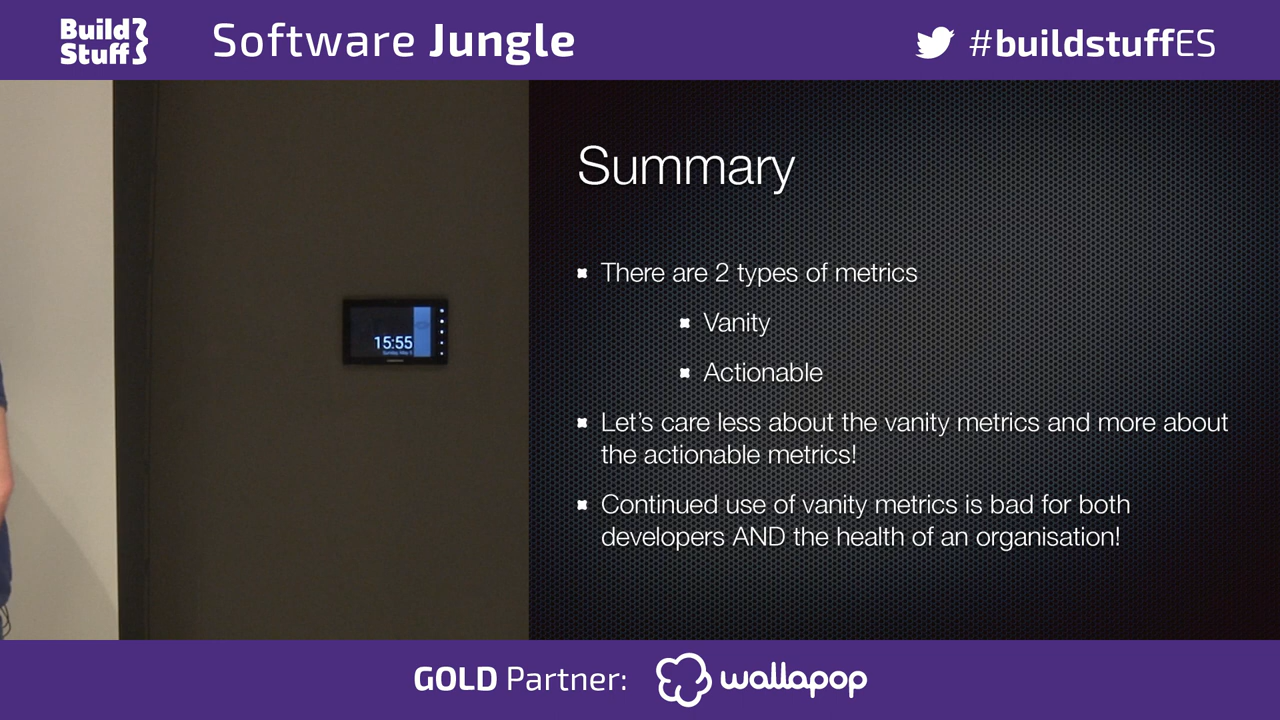 Build
Stuff
Software Jungle
#buildstuffES
Summary
There are 2 types of metrics
Vanity
Actionable
Let's care less about the vanity metrics and more about
the actionable metrics!
Continued use of vanity metrics is bad for both
developers AND the health of an organisation!
15:55
Sunday, May
GOLD Partner:
wallapop